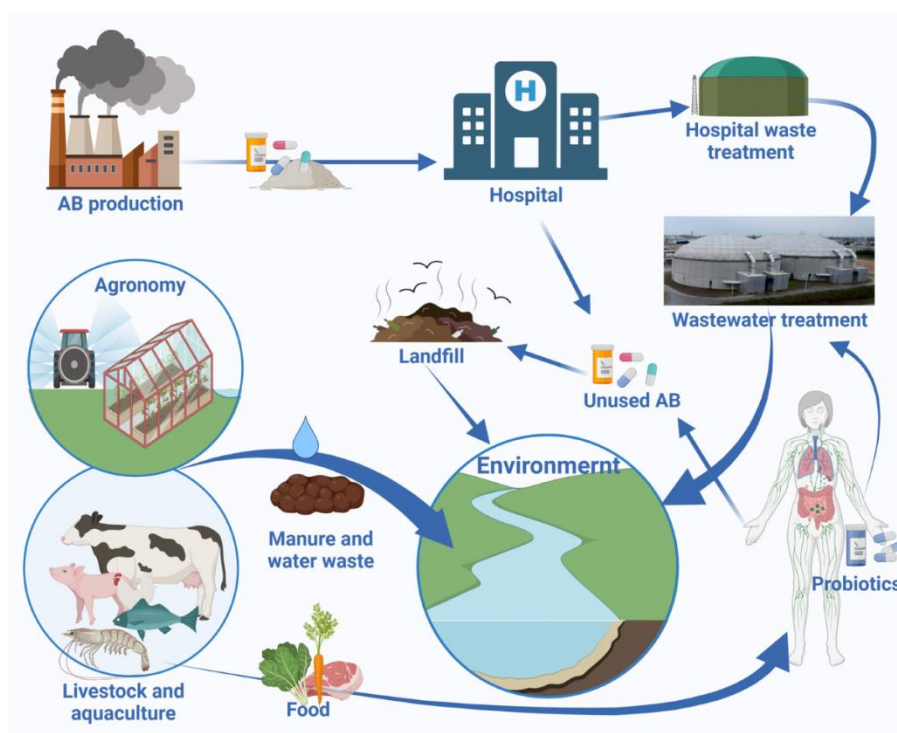 H
AB production
Hospital
Hospital waste
treatment
Agronomy
Landfill
Wastewater treatment
Unused AB
Environmernt
Manure and
water waste
Probiotics
Livestock and
aquaculture
Food